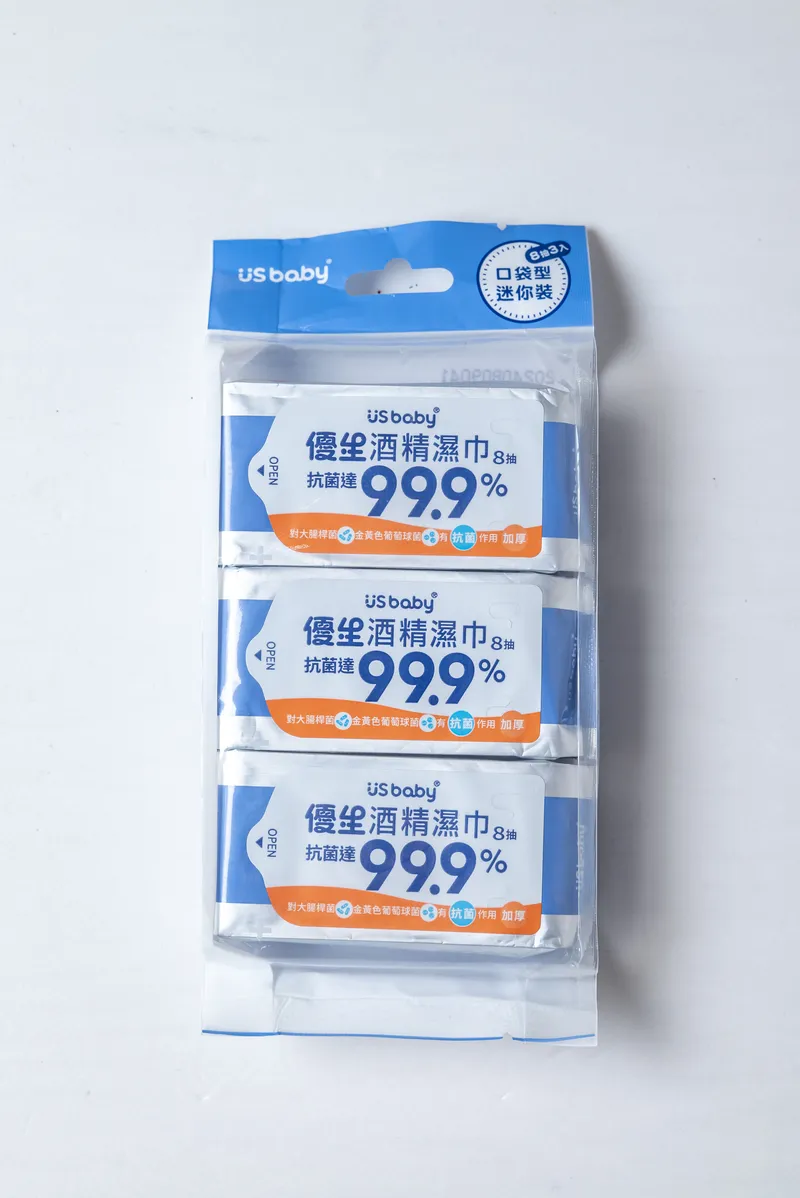 US baby®
8抽3入
口袋型
迷你裝
20240809041
US baby®
優生酒精濕巾8抽
抗菌達99.9%
OPEN
對大腸桿菌金黃色葡萄球菌有抗菌作用 加厚
US baby®
優生酒精濕巾8抽
抗菌達99.9%
OPEN
對大腸桿菌金黃色葡萄球菌有抗菌作用 加厚
US baby®
優生酒精濕巾8抽
抗菌達99.9%
OPEN
對大腸桿菌金黃色葡萄球菌有抗菌作用 加厚